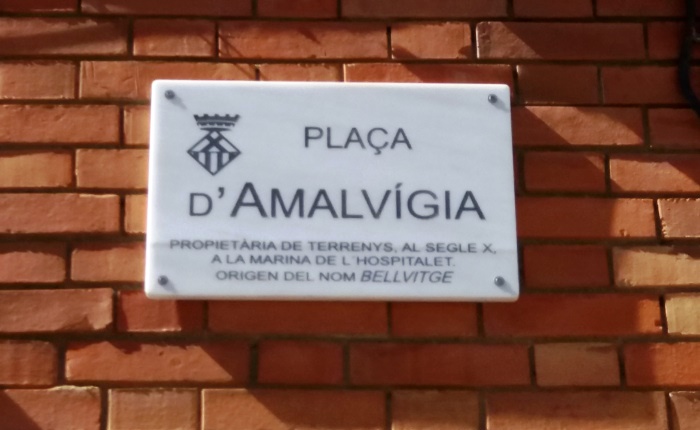 PLAÇA
D'AMALVÍGIA
PROPIETÀRIA DE TERRENYS, AL SEGLE X,
A LA MARINA DE L'HOSPITALET.
ORIGEN DEL NOM BELLVITGE